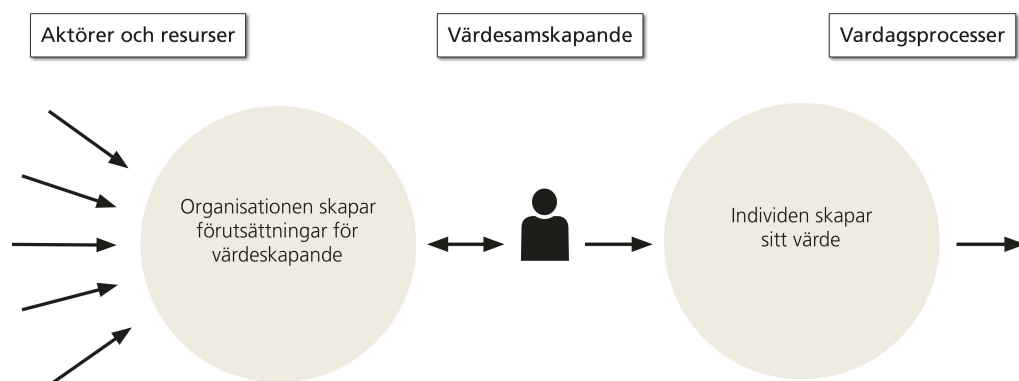 Aktörer och resurser
Värdesamskapande
Vardagsprocesser
Organisationen skapar
förutsättningar för
värdeskapande
Individen skapar
sitt värde